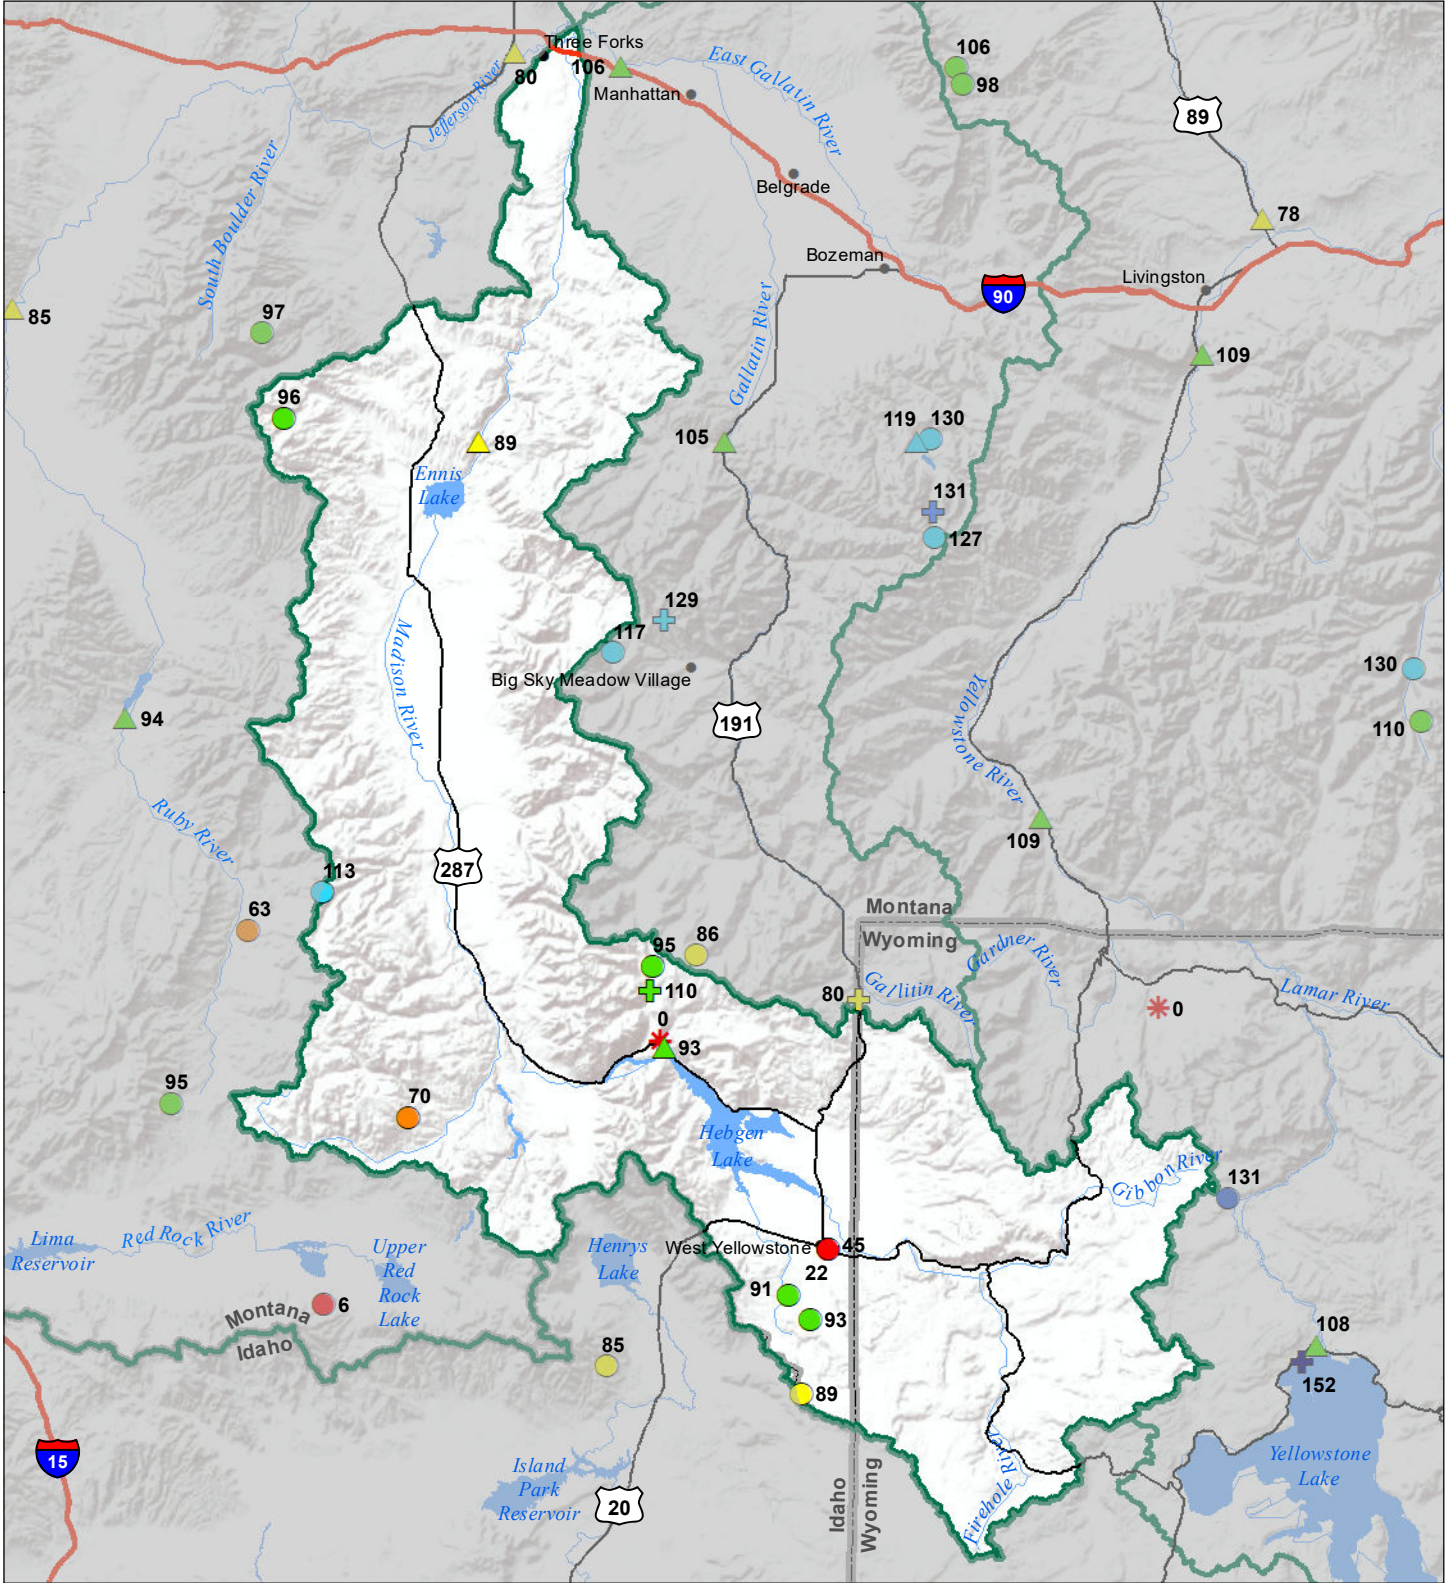 Three Forks
80
106
Manhattan
Jefferson River
East Gallatin River
106
98
89
Belgrade
South Boulder River
78
Bozeman
Livingston
90
85
97
Gallatin River
109
96
105
119
130
89
Ennis
Lake
131
127
129
117
Big Sky Meadow Village
Madison River
130
94
191
110
Yellowstone River
Ruby River
109
287
113
63
Montana
Wyoming
86
95
110
Gardner River
80
Gallitin River
Lamar River
0
0
93
95
70
Hebgen
Lake
Gibbon River
131
Lima
Reservoir
Red Rock River
Upper
Red
Rock
Lake
Henrys
Lake
West Yellowstone
45
22
91
93
6
Montana
Idaho
85
89
108
152
15
Island
Park
Reservoir
20
Idaho
Wyoming
Firehole River
Yellowstone
Lake